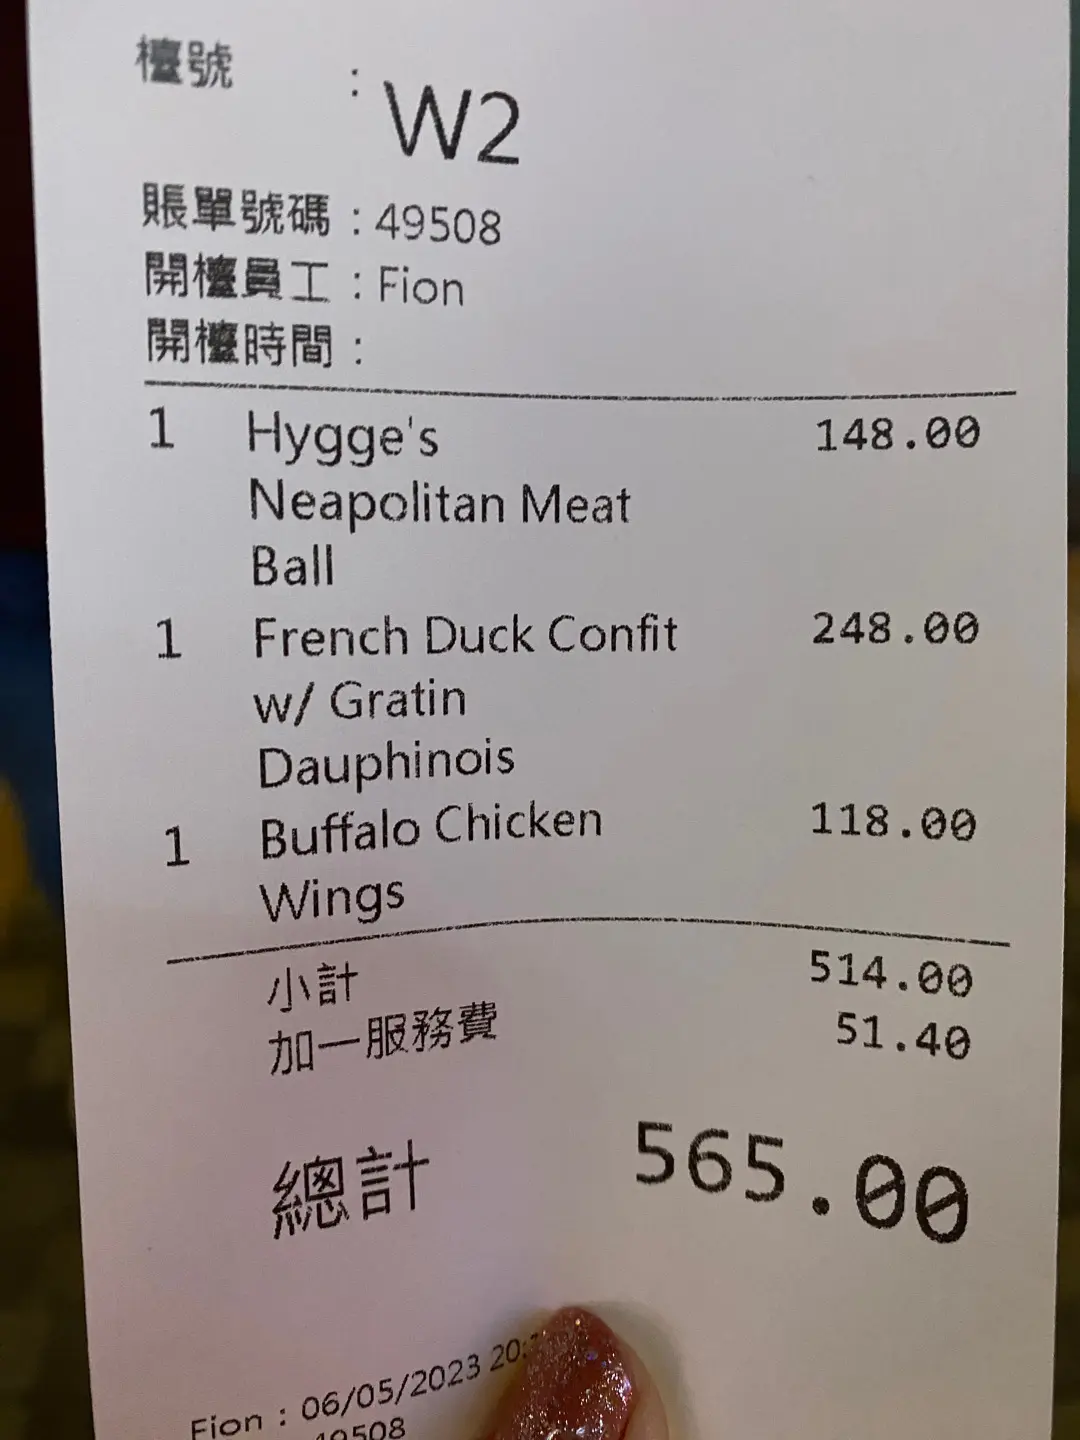 檯號 : W2
賬單號碼 : 49508
開檯員工 : Fion
開檯時間 :
1 Hygge's 148.00
Neapolitan Meat
Ball
1 French Duck Confit 248.00
w/ Gratin
Dauphinois
1 Buffalo Chicken 118.00
Wings
小計 514.00
加一服務費 51.40
總計 565.00
Fion : 06/05/2023 20:
49508